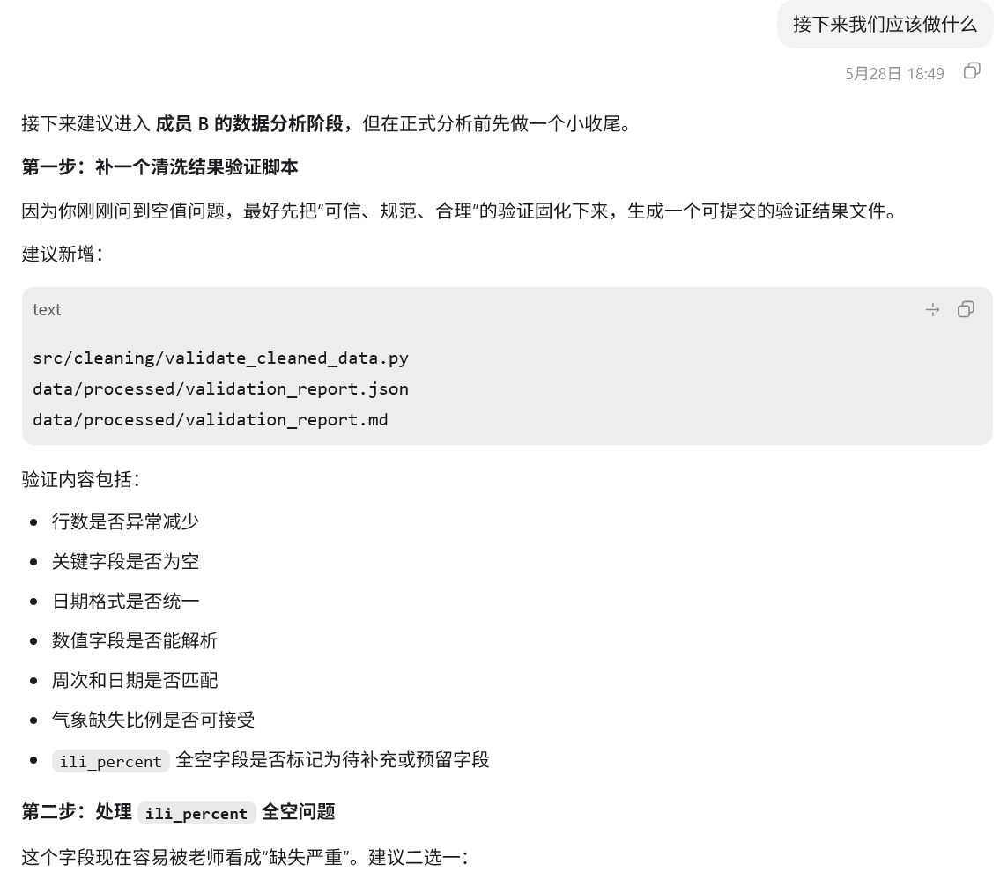 接下来我们应该做什么
5月28日 18:49
接下来建议进入 成员 B 的数据分析阶段，但在正式分析前先做一个小收尾。
第一步：补一个清洗结果验证脚本
因为你刚刚问到空值问题，最好先把“可信、规范、合理”的验证固化下来，生成一个可提交的验证结果文件。
建议新增：
text
src/cleaning/validate_cleaned_data.py
data/processed/validation_report.json
data/processed/validation_report.md
验证内容包括：
行数是否异常减少
关键字段是否为空
日期格式是否统一
数值字段是否能解析
周次和日期是否匹配
气象缺失比例是否可接受
ili_percent 全空字段是否标记为待补充或预留字段
第二步：处理 ili_percent 全空问题
这个字段现在容易被老师看成“缺失严重”。建议二选一：